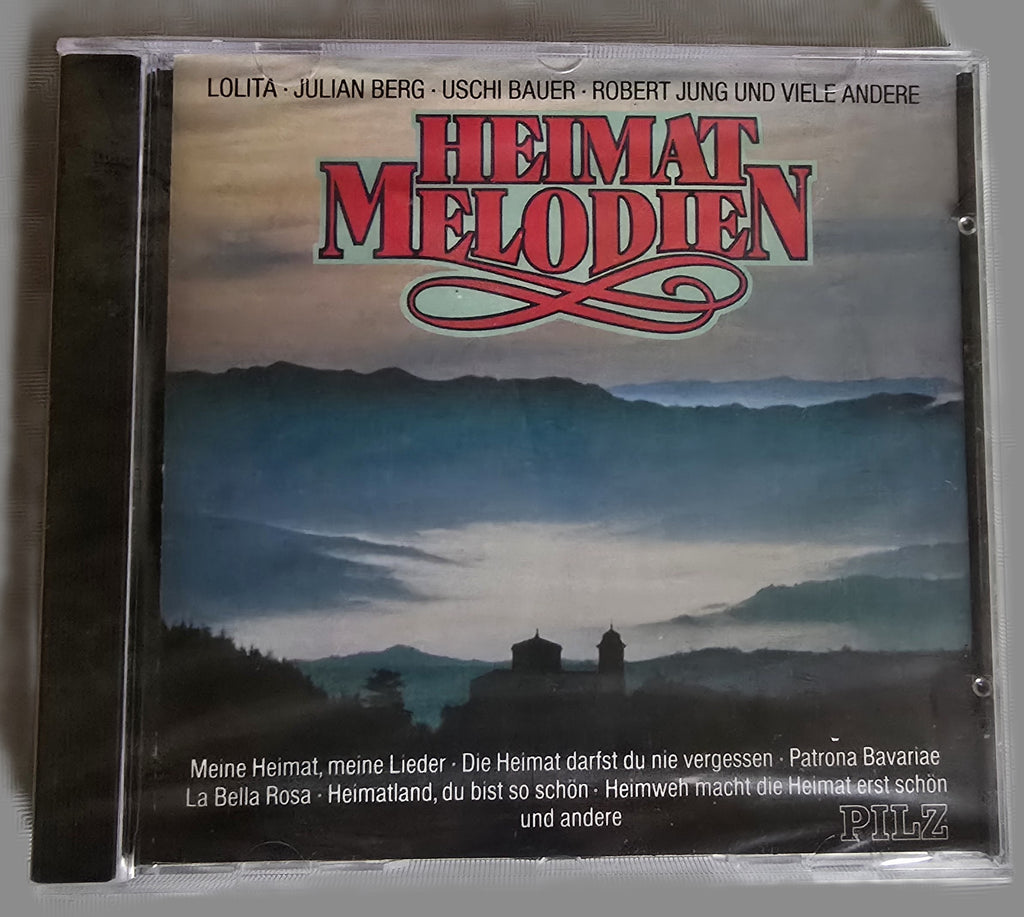 LOLITA · JULIAN BERG · USCHI BAUER · ROBERT JUNG UND VIELE ANDERE
HEIMAT
MELODIEN
Meine Heimat, meine Lieder · Die Heimat darfst du nie vergessen · Patrona Bavariae
La Bella Rosa · Heimatland, du bist so schön · Heimweh macht die Heimat erst schön
und andere
PILZ